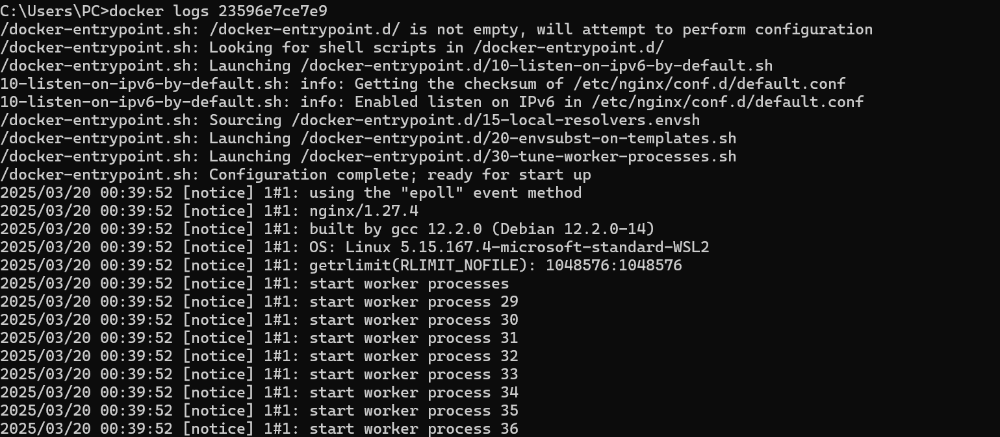 C:\Users\PC>docker logs 23596e7ce7e9
/docker-entrypoint.sh: /docker-entrypoint.d/ is not empty, will attempt to perform configuration
/docker-entrypoint.sh: Looking for shell scripts in /docker-entrypoint.d/
/docker-entrypoint.sh: Launching /docker-entrypoint.d/10-listen-on-ipv6-by-default.sh
10-listen-on-ipv6-by-default.sh: info: Getting the checksum of /etc/nginx/conf.d/default.conf
10-listen-on-ipv6-by-default.sh: info: Enabled listen on IPv6 in /etc/nginx/conf.d/default.conf
/docker-entrypoint.sh: Sourcing /docker-entrypoint.d/15-local-resolvers.envsh
/docker-entrypoint.sh: Launching /docker-entrypoint.d/20-envsubst-on-templates.sh
/docker-entrypoint.sh: Launching /docker-entrypoint.d/30-tune-worker-processes.sh
/docker-entrypoint.sh: Configuration complete; ready for start up
2025/03/20 00:39:52 [notice] 1#1: using the "epoll" event method
2025/03/20 00:39:52 [notice] 1#1: nginx/1.27.4
2025/03/20 00:39:52 [notice] 1#1: built by gcc 12.2.0 (Debian 12.2.0-14)
2025/03/20 00:39:52 [notice] 1#1: OS: Linux 5.15.167.4-microsoft-standard-WSL2
2025/03/20 00:39:52 [notice] 1#1: getrlimit(RLIMIT_NOFILE): 1048576:1048576
2025/03/20 00:39:52 [notice] 1#1: start worker processes
2025/03/20 00:39:52 [notice] 1#1: start worker process 29
2025/03/20 00:39:52 [notice] 1#1: start worker process 30
2025/03/20 00:39:52 [notice] 1#1: start worker process 31
2025/03/20 00:39:52 [notice] 1#1: start worker process 32
2025/03/20 00:39:52 [notice] 1#1: start worker process 33
2025/03/20 00:39:52 [notice] 1#1: start worker process 34
2025/03/20 00:39:52 [notice] 1#1: start worker process 35
2025/03/20 00:39:52 [notice] 1#1: start worker process 36